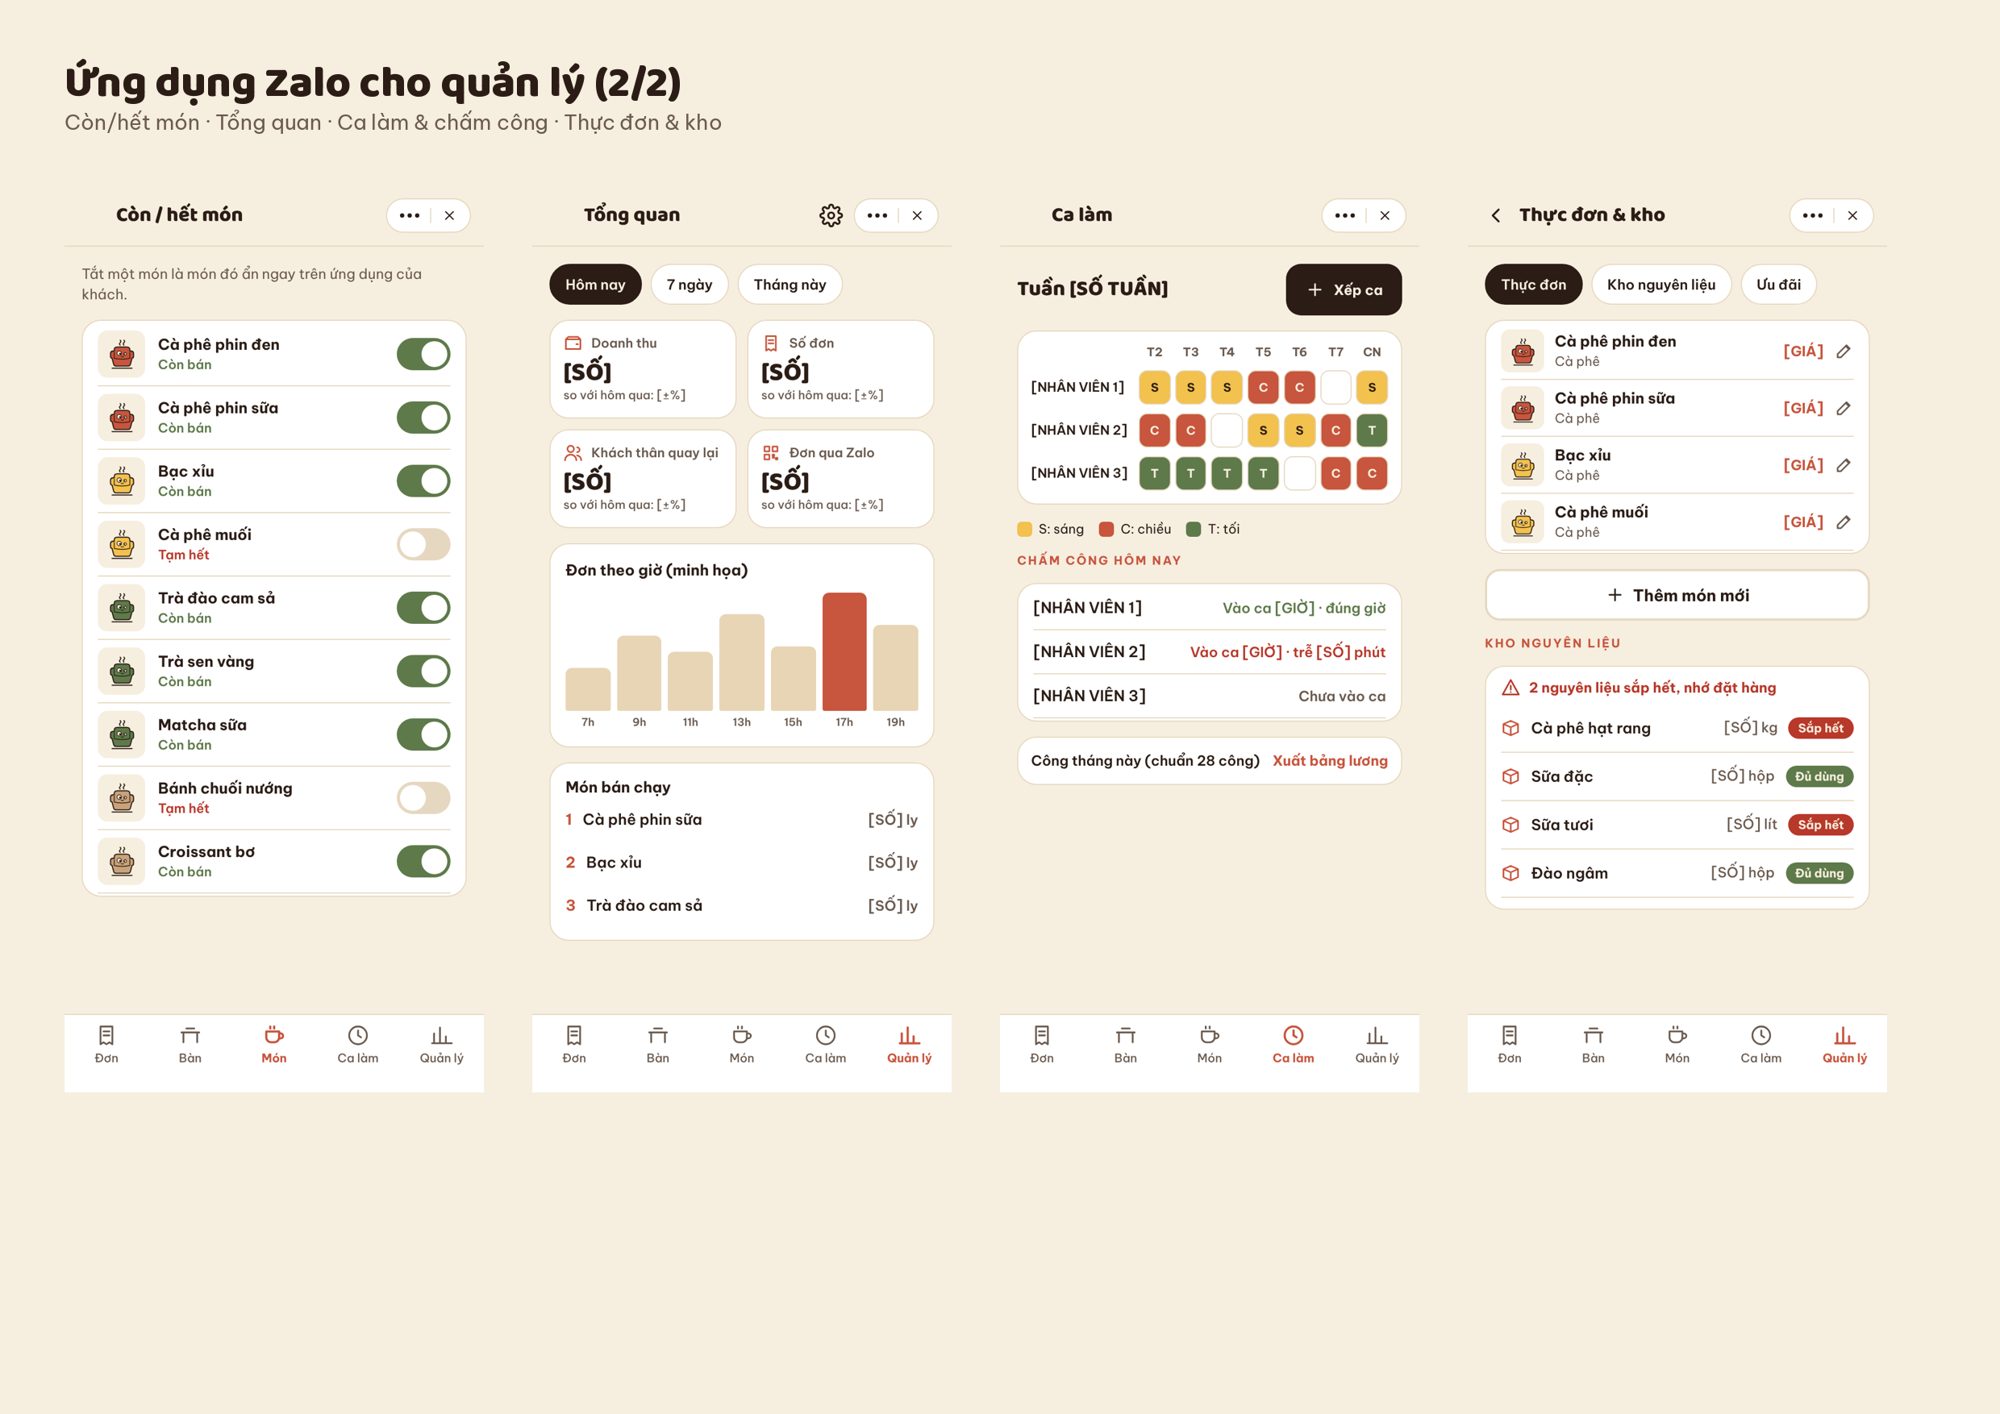 Ứng dụng Zalo cho quản lý (2/2)
Còn/hết món · Tổng quan · Ca làm & chấm công · Thực đơn & kho
Còn / hết món
Tắt một món là món đó ẩn ngay trên ứng dụng của
khách.
Cà phê phin đen
Còn bán
Cà phê phin sữa
Còn bán
Bạc xỉu
Còn bán
Cà phê muối
Tạm hết
Trà đào cam sả
Còn bán
Trà sen vàng
Còn bán
Matcha sữa
Còn bán
Bánh chuối nướng
Tạm hết
Croissant bơ
Còn bán
Đơn Bàn Món Ca làm Quản lý
Tổng quan
Hôm nay 7 ngày Tháng này
Doanh thu
[SỐ]
so với hôm qua: [±%]
Số đơn
[SỐ]
so với hôm qua: [±%]
Khách thân quay lại
[SỐ]
so với hôm qua: [±%]
Đơn qua Zalo
[SỐ]
so với hôm qua: [±%]
Đơn theo giờ (minh họa)
7h 9h 11h 13h 15h 17h 19h
Món bán chạy
1 Cà phê phin sữa [SỐ] ly
2 Bạc xỉu [SỐ] ly
3 Trà đào cam sả [SỐ] ly
Đơn Bàn Món Ca làm Quản lý
Ca làm
Tuần [SỐ TUẦN]
+ Xếp ca
T2 T3 T4 T5 T6 T7 CN
[NHÂN VIÊN 1] S S S C C S
[NHÂN VIÊN 2] C C S S C T
[NHÂN VIÊN 3] T T T T C C
S: sáng C: chiều T: tối
CHẤM CÔNG HÔM NAY
[NHÂN VIÊN 1] Vào ca [GIỜ] · đúng giờ
[NHÂN VIÊN 2] Vào ca [GIỜ] · trễ [SỐ] phút
[NHÂN VIÊN 3] Chưa vào ca
Công tháng này (chuẩn 28 công) Xuất bảng lương
Đơn Bàn Món Ca làm Quản lý
Thực đơn & kho
Thực đơn Kho nguyên liệu Ưu đãi
Cà phê phin đen [GIÁ]
Cà phê
Cà phê phin sữa [GIÁ]
Cà phê
Bạc xỉu [GIÁ]
Cà phê
Cà phê muối [GIÁ]
Cà phê
+ Thêm món mới
KHO NGUYÊN LIỆU
2 nguyên liệu sắp hết, nhớ đặt hàng
Cà phê hạt rang [SỐ] kg Sắp hết
Sữa đặc [SỐ] hộp Đủ dùng
Sữa tươi [SỐ] lít Sắp hết
Đào ngâm [SỐ] hộp Đủ dùng
Đơn Bàn Món Ca làm Quản lý